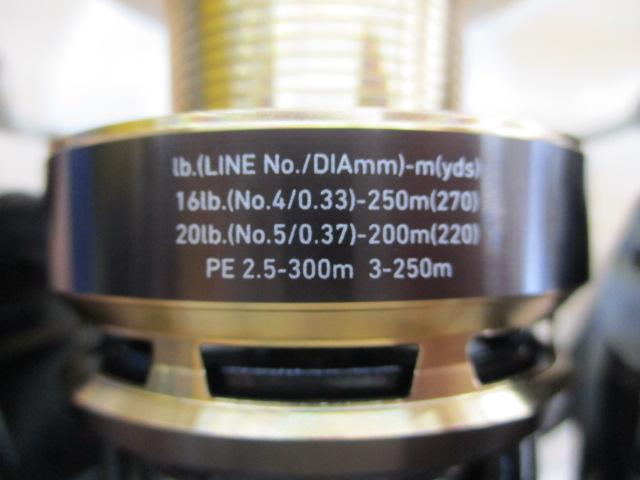 lb.(LINE No./DIAmm)-m(yds)
16lb.(No.4/0.33)-250m(270)
20lb.(No.5/0.37)-200m(220)
PE 2.5-300m 3-250m